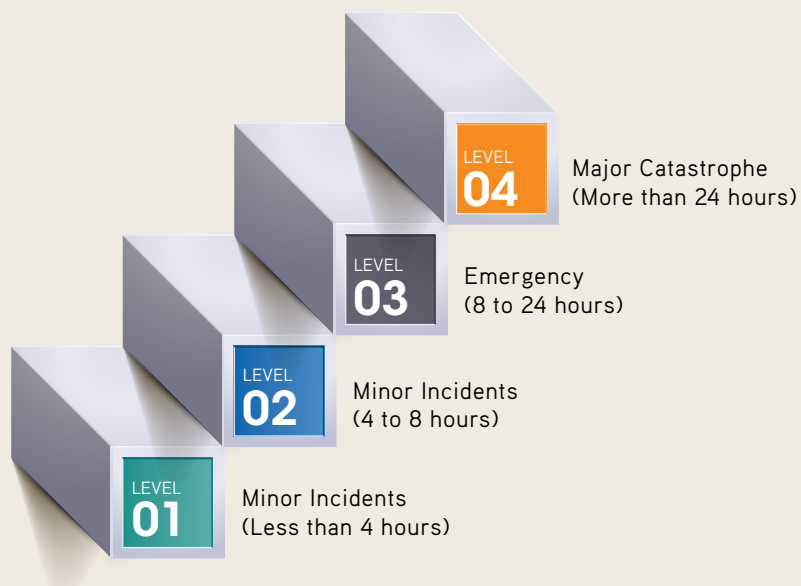 LEVEL
04
Major Catastrophe
(More than 24 hours)
LEVEL
03
Emergency
(8 to 24 hours)
LEVEL
02
Minor Incidents
(4 to 8 hours)
LEVEL
01
Minor Incidents
(Less than 4 hours)